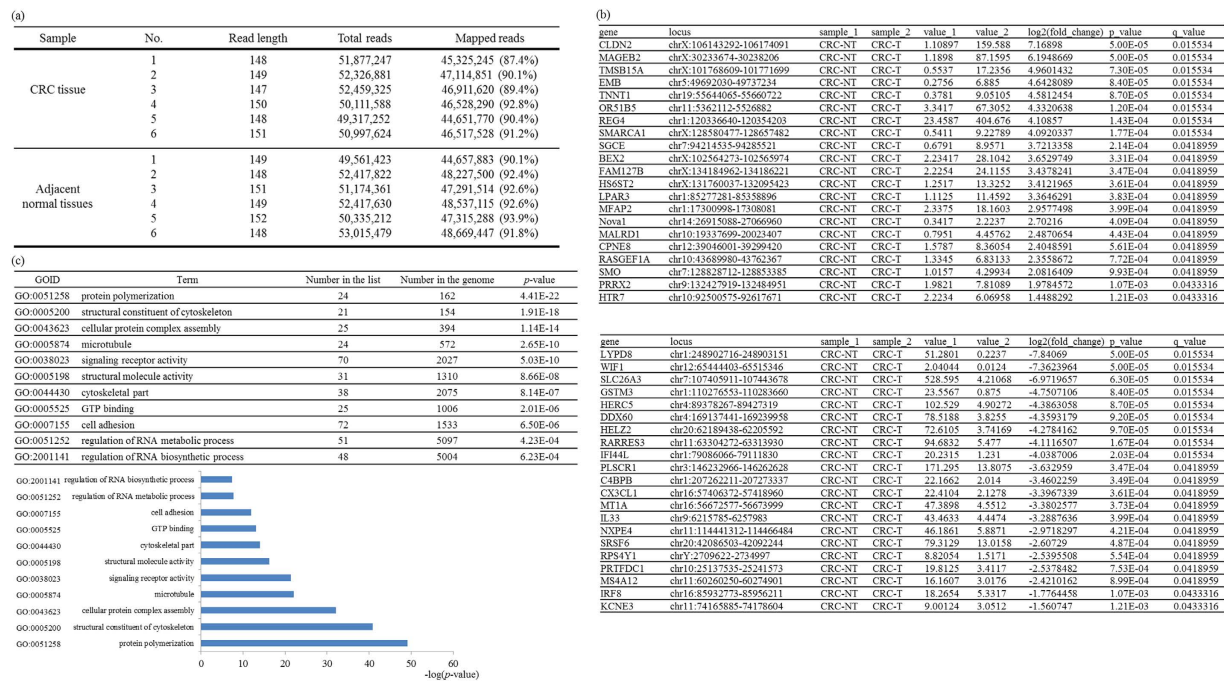 (a)
Sample No. Read length Total reads Mapped reads
CRC tissue
1 148 51,877,247 45,325,245 (87.4%)
2 149 52,326,881 47,114,851 (90.1%)
3 147 52,459,325 46,911,620 (89.4%)
4 150 50,111,588 46,528,290 (92.8%)
5 148 49,317,252 44,651,770 (90.4%)
6 151 50,997,624 46,517,528 (91.2%)
Adjacent
normal tissues
1 149 49,561,423 44,657,883 (90.1%)
2 148 52,417,822 48,227,500 (92.4%)
3 151 51,174,361 47,291,514 (92.6%)
4 149 52,417,630 48,537,115 (92.6%)
5 152 50,335,212 47,315,288 (93.9%)
6 148 53,015,479 48,669,447 (91.8%)
(b)
gene locus sample_1 sample_2 value_1 value_2 log2(fold_change) p_value q_value
CLDN2 chrX:106143292-106174091 CRC-NT CRC-T 1.10897 159.588 7.16898 5.00E-05 0.015534
MAGEB2 chrX:30233674-30238206 CRC-NT CRC-T 1.1898 87.1595 6.1948669 5.00E-05 0.015534
TMSB15A chrX:101768609-101771699 CRC-NT CRC-T 0.5537 17.2356 4.9601432 7.30E-05 0.015534
EMB chr5:49692030-49737234 CRC-NT CRC-T 0.2756 6.885 4.6428089 8.40E-05 0.015534
TNNT1 chr19:55644065-55660722 CRC-NT CRC-T 0.3781 9.05105 4.5812454 8.70E-05 0.015534
OR51B5 chr11:5362112-5526882 CRC-NT CRC-T 3.3417 67.3052 4.3320638 1.20E-04 0.015534
REG4 chr1:120336640-120354203 CRC-NT CRC-T 23.4587 404.676 4.10857 1.43E-04 0.015534
SMARCA1 chrX:128580477-128657482 CRC-NT CRC-T 0.5411 9.22789 4.0920337 1.77E-04 0.015534
SGCE chr7:94214535-94285521 CRC-NT CRC-T 0.6791 8.9571 3.7213358 2.14E-04 0.0418959
BEX2 chrX:102564273-102565974 CRC-NT CRC-T 2.23417 28.1042 3.6529749 3.31E-04 0.0418959
FAM127B chrX:134184962-134186221 CRC-NT CRC-T 2.2254 24.1155 3.4378241 3.47E-04 0.0418959
HS6ST2 chrX:131760037-132095423 CRC-NT CRC-T 1.2517 13.3252 3.4121965 3.61E-04 0.0418959
LPAR3 chr1:85277281-85358896 CRC-NT CRC-T 1.1125 11.4592 3.3646291 3.83E-04 0.0418959
MFAP2 chr1:17300998-17308081 CRC-NT CRC-T 2.3375 18.1603 2.9577498 3.99E-04 0.0418959
Nova1 chr14:26915088-27066960 CRC-NT CRC-T 0.3417 2.2237 2.70216 4.09E-04 0.0418959
MALRD1 chr10:19337699-20023407 CRC-NT CRC-T 0.7951 4.45762 2.4870654 4.43E-04 0.0418959
CPNE8 chr12:39046001-39299420 CRC-NT CRC-T 1.5787 8.36054 2.4048591 5.61E-04 0.0418959
RASGEF1A chr10:43689980-43762367 CRC-NT CRC-T 1.3345 6.83133 2.3558672 7.72E-04 0.0418959
SMO chr7:128828712-128853385 CRC-NT CRC-T 1.0157 4.29934 2.0816409 9.93E-04 0.0418959
PRRX2 chr9:132427919-132484951 CRC-NT CRC-T 1.9821 7.81089 1.9784572 1.07E-03 0.0433316
HTR7 chr10:92500575-92617671 CRC-NT CRC-T 2.2234 6.06958 1.4488292 1.21E-03 0.0433316
gene locus sample_1 sample_2 value_1 value_2 log2(fold_change) p_value q_value
LYPD8 chr1:248902716-248903151 CRC-NT CRC-T 51.2801 0.2237 -7.84069 5.00E-05 0.015534
WIF1 chr12:65444403-65515346 CRC-NT CRC-T 2.04044 0.0124 -7.3623964 5.00E-05 0.015534
SLC26A3 chr7:107405911-107443678 CRC-NT CRC-T 528.595 4.21068 -6.9719657 6.30E-05 0.015534
GSTM3 chr1:110276553-110283660 CRC-NT CRC-T 23.5567 0.875 -4.7507106 8.40E-05 0.015534
HERC5 chr4:89378267-89427319 CRC-NT CRC-T 102.529 4.90272 -4.3863058 8.70E-05 0.015534
DDX60 chr4:169137441-169239958 CRC-NT CRC-T 78.5188 3.8255 -4.3593179 9.20E-05 0.015534
HELZ2 chr20:62189438-62205592 CRC-NT CRC-T 72.6105 3.74169 -4.2784162 9.70E-05 0.015534
RARRES3 chr11:63304272-63313930 CRC-NT CRC-T 94.6832 5.477 -4.1116507 1.67E-04 0.015534
IFI44L chr1:79086066-79111830 CRC-NT CRC-T 20.2315 1.231 -4.0387006 2.03E-04 0.015534
PLSCR1 chr3:146232966-146262628 CRC-NT CRC-T 171.295 13.8075 -3.632959 3.47E-04 0.0418959
C4BPB chr1:207262211-207273337 CRC-NT CRC-T 22.1662 2.014 -3.4602259 3.49E-04 0.0418959
CX3CL1 chr16:57406372-57418960 CRC-NT CRC-T 22.4104 2.1278 -3.3967339 3.61E-04 0.0418959
MT1A chr16:56672577-56673999 CRC-NT CRC-T 47.3898 4.5512 -3.3802254 3.73E-04 0.0418959
IL33 chr9:6215785-6257983 CRC-NT CRC-T 43.4633 4.4474 -3.2887636 3.99E-04 0.0418959
NXPE4 chr11:114441312-114466484 CRC-NT CRC-T 46.1861 5.8871 -2.9718297 4.21E-04 0.0418959
SRSF6 chr20:42086503-42092244 CRC-NT CRC-T 79.3129 13.0158 -2.60729 4.87E-04 0.0418959
RPS4Y1 chrY:2709622-2734997 CRC-NT CRC-T 8.82054 1.5171 -2.5395508 5.54E-04 0.0418959
PRTFDC1 chr10:25137535-25241573 CRC-NT CRC-T 19.8125 3.4117 -2.5378482 7.53E-04 0.0418959
MS4A12 chr11:60260250-60274901 CRC-NT CRC-T 16.1607 3.0176 -2.4210162 8.99E-04 0.0418959
IRF8 chr16:85932773-85956211 CRC-NT CRC-T 18.2654 5.3317 -1.7764458 1.07E-03 0.0433316
KCNE3 chr11:74165885-74178604 CRC-NT CRC-T 9.00124 3.0512 -1.560747 1.21E-03 0.0433316
(c)
GOID Term Number in the list Number in the genome p-value
GO:0051258 protein polymerization 24 162 4.41E-22
GO:0005200 structural constituent of cytoskeleton 21 154 1.91E-18
GO:0043623 cellular protein complex assembly 25 394 1.14E-14
GO:0005874 microtubule 24 572 2.65E-10
GO:0038023 signaling receptor activity 70 2027 5.03E-10
GO:0005198 structural molecule activity 31 1310 8.66E-08
GO:0044430 cytoskeletal part 38 2075 8.14E-07
GO:0005525 GTP binding 25 1006 2.01E-06
GO:0007155 cell adhesion 72 1533 6.50E-06
GO:0051252 regulation of RNA metabolic process 51 5097 4.23E-04
GO:2001141 regulation of RNA biosynthetic process 48 5004 6.23E-04
GO:2001141 regulation of RNA biosynthetic process
GO:0051252 regulation of RNA metabolic process
GO:0007155 cell adhesion
GO:0005525 GTP binding
GO:0044430 cytoskeletal part
GO:0005198 structural molecule activity
GO:0038023 signaling receptor activity
GO:0005874 microtubule
GO:0043623 cellular protein complex assembly
GO:0005200 structural constituent of cytoskeleton
GO:0051258 protein polymerization
0 10 20 30 40 50 60
-log(p-value)